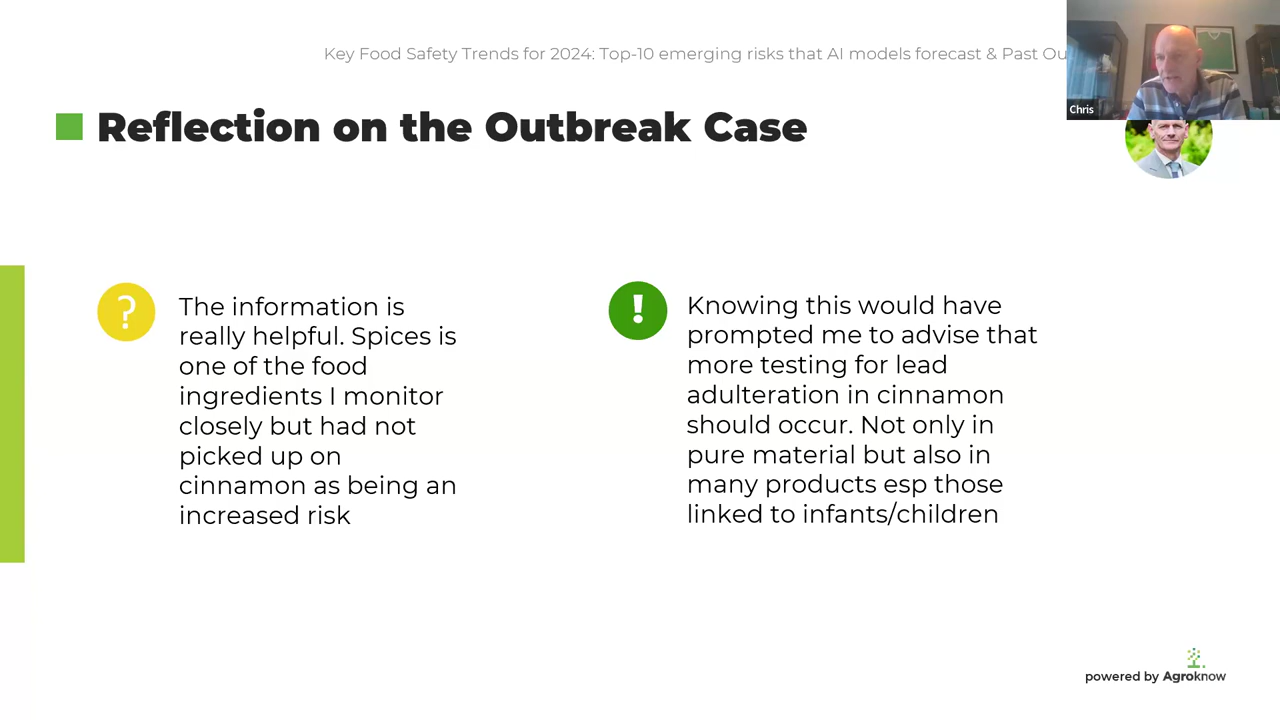 Key Food Safety Trends for 2024: Top-10 emerging risks that AI models forecast & Past
Chris
Reflection on the Outbreak Case
?
The information is
really helpful. Spices is
one of the food
ingredients I monitor
closely but had not
picked up on
cinnamon as being an
increased risk
!
Knowing this would have
prompted me to advise that
more testing for lead
adulteration in cinnamon
should occur. Not only in
pure material but also in
many products esp those
linked to infants/children
powered by Agroknow